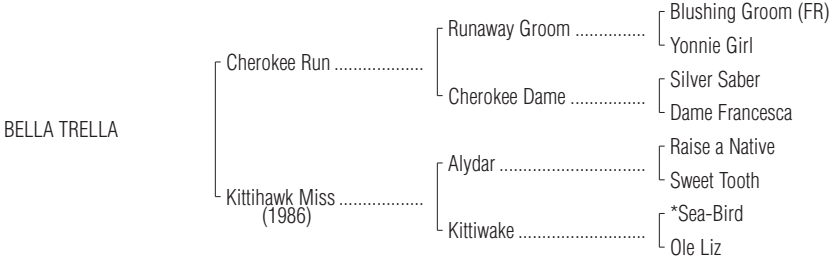 Blushing Groom (FR)
Runaway Groom ...............
Yonnie Girl
Cherokee Run ...................
Silver Saber
Cherokee Dame ................
Dame Francesca
BELLA TRELLA
Raise a Native
Alydar ...............................
Sweet Tooth
Kittihawk Miss ..................
(1986)
*Sea-Bird
Kittiwake ...........................
Ole Liz